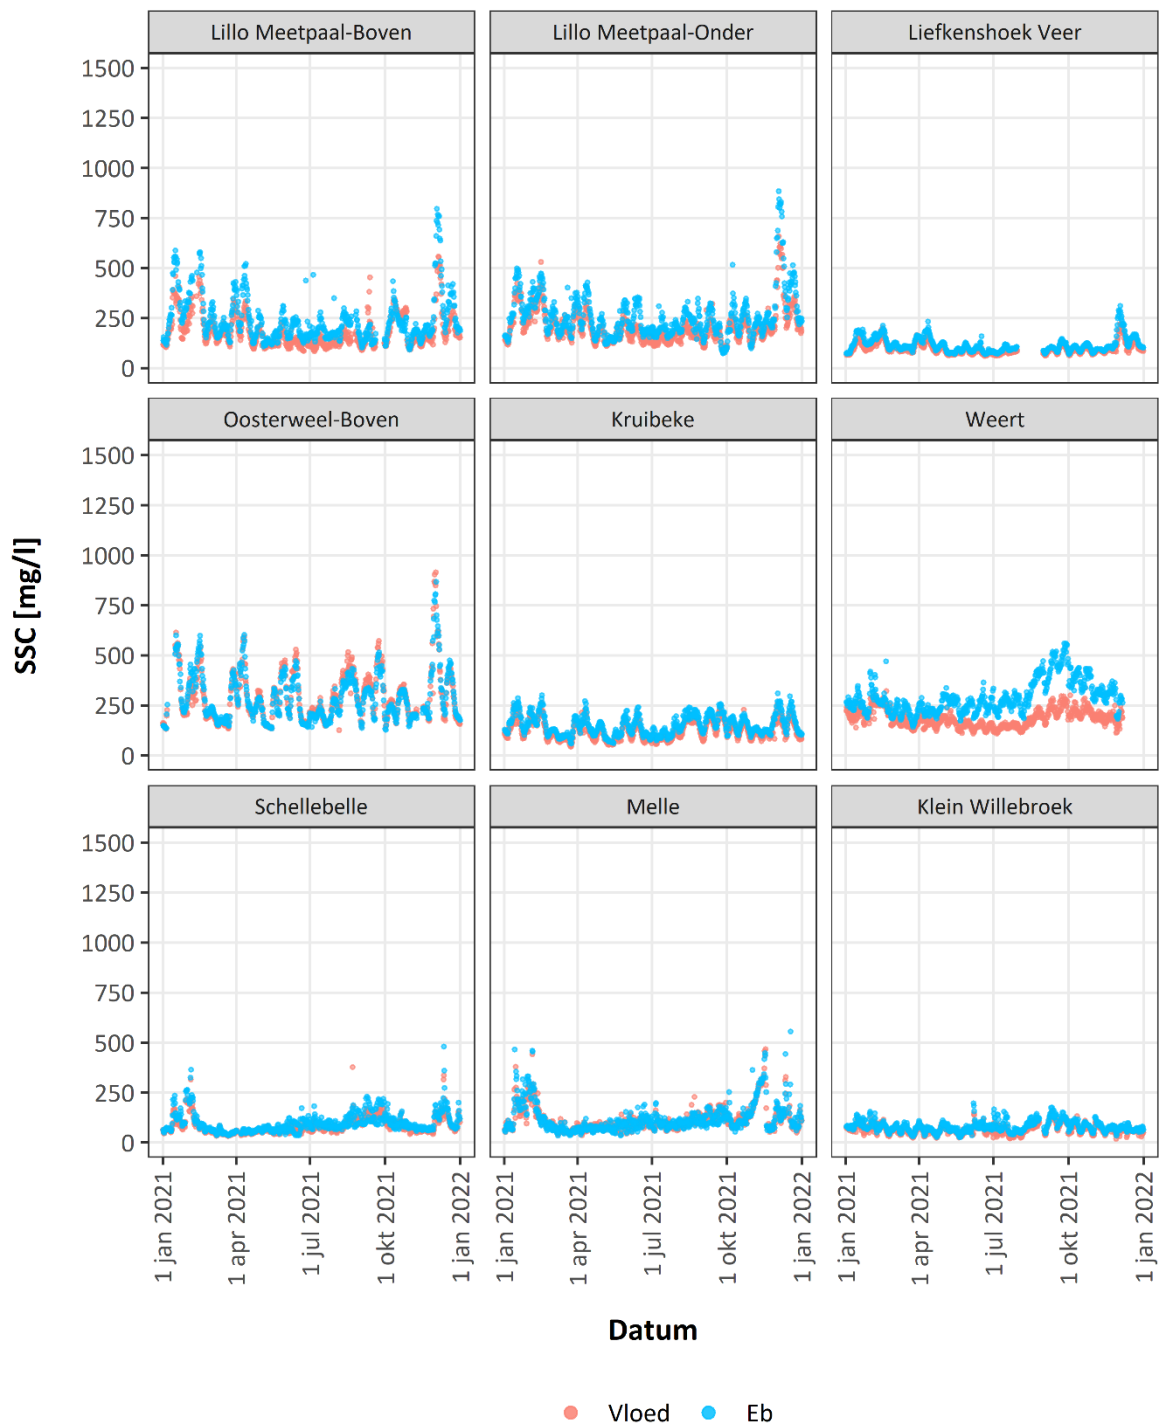 Lillo Meetpaal-Boven
Lillo Meetpaal-Onder
Liefkenshoek Veer
1500
1250
1000
750
500
250
0
Oosterweel-Boven
Kruibeke
Weert
1500
1250
1000
750
500
250
0
SSC [mg/l]
Schellebelle
Melle
Klein Willebroek
1500
1250
1000
750
500
250
0
1 jan 2021
1 apr 2021
1 jul 2021
1 okt 2021
1 jan 2022
1 jan 2021
1 apr 2021
1 jul 2021
1 okt 2021
1 jan 2022
1 jan 2021
1 apr 2021
1 jul 2021
1 okt 2021
1 jan 2022
Datum
Vloed
Eb